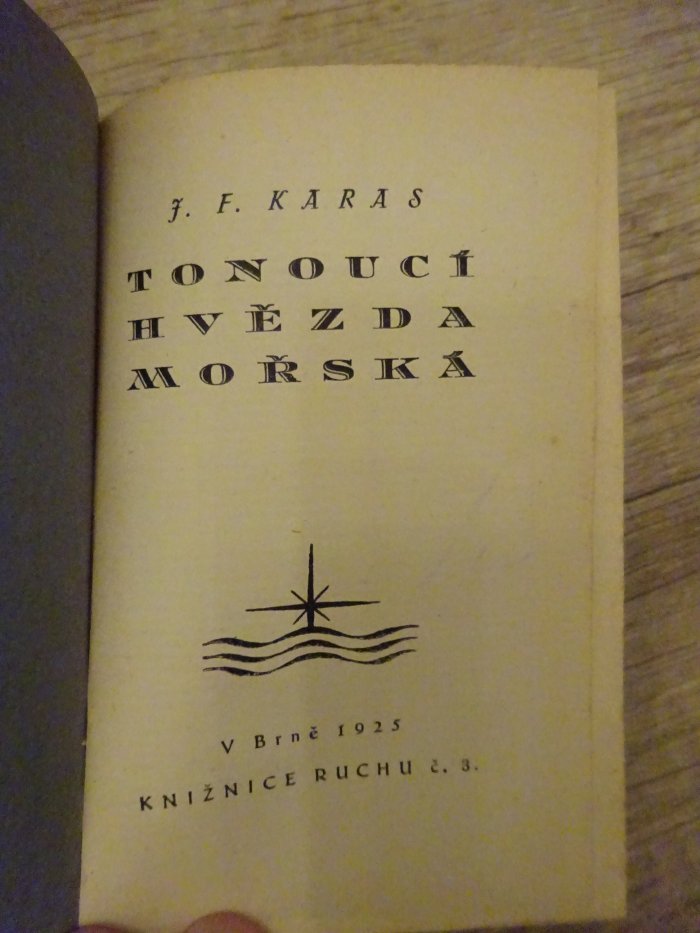 J. F. KARAS
TONOUCÍ
HVĚZDA
MOŘSKÁ
V Brně 1925
KNIŽNICE RUCHU č. 3.